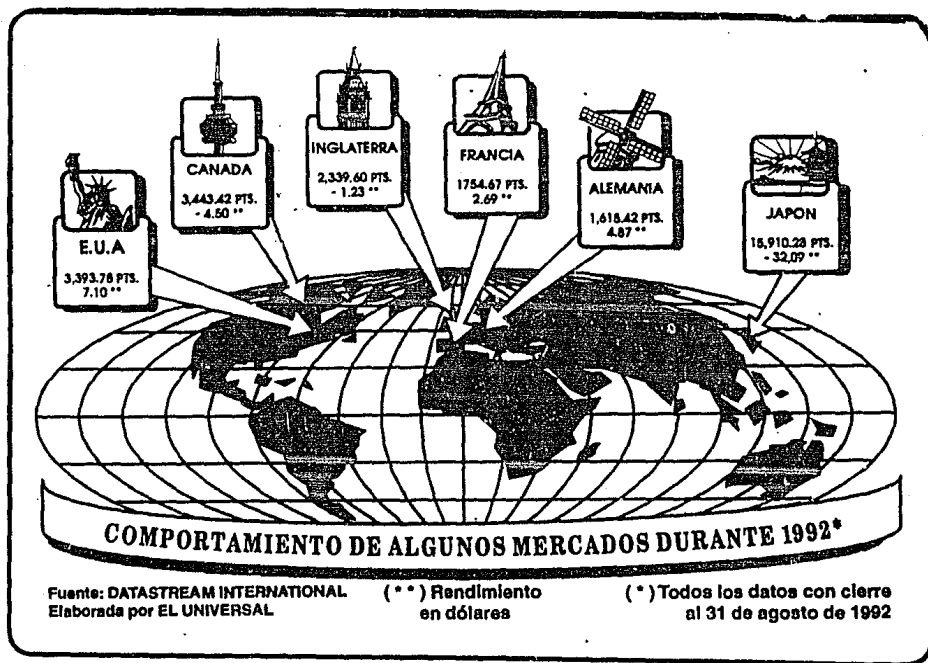 E.U.A
3,393.78 PTS.
7.10 **
CANADA
3,443.42 PTS.
- 4.50 **
INGLATERRA
2,339.60 PTS.
- 1.23 **
FRANCIA
1754.67 PTS.
2.69 **
ALEMANIA
1,618.42 PTS.
4.87 **
JAPON
15,910.28 PTS.
- 32,09 **
COMPORTAMIENTO DE ALGUNOS MERCADOS DURANTE 1992*
Fuente: DATASTREAM INTERNATIONAL
Elaborada por EL UNIVERSAL
(**) Rendimiento
en dólares
(*) Todos los datos con cierre
al 31 de agosto de 1992